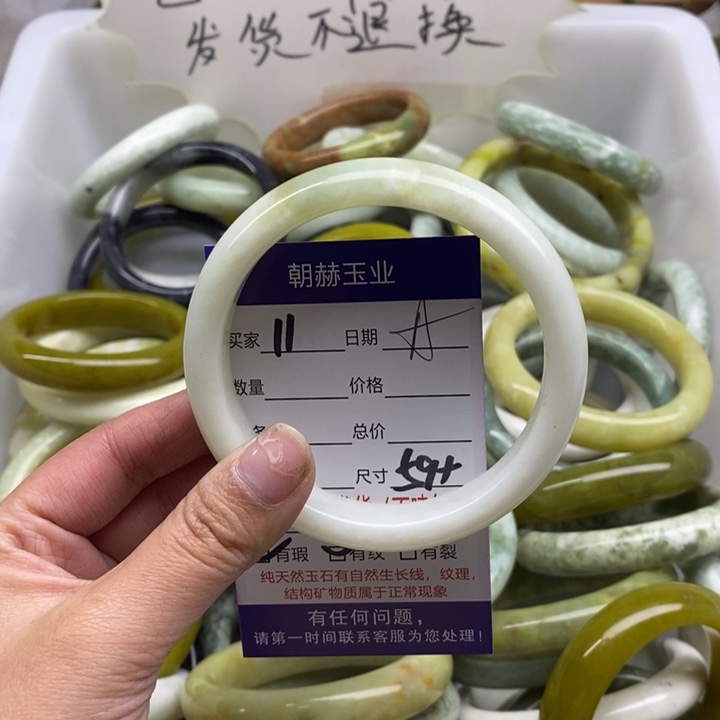 发货不退换
朝赫玉业
买家 11 日期
数量 价格
总价
尺寸 59+
有瑕 有纹 有裂
纯天然玉石有自然生长线，纹理，
结构矿物质属于正常现象
有任何问题，
请第一时间联系客服为您处理！